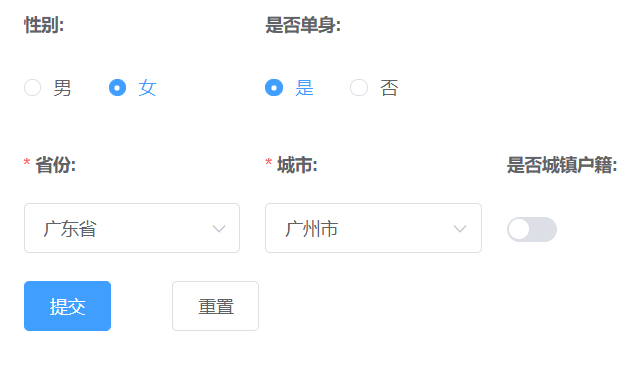 性别: 是否单身:
男 女 是 否
* 省份: * 城市: 是否城镇户籍:
广东省 广州市
提交 重置